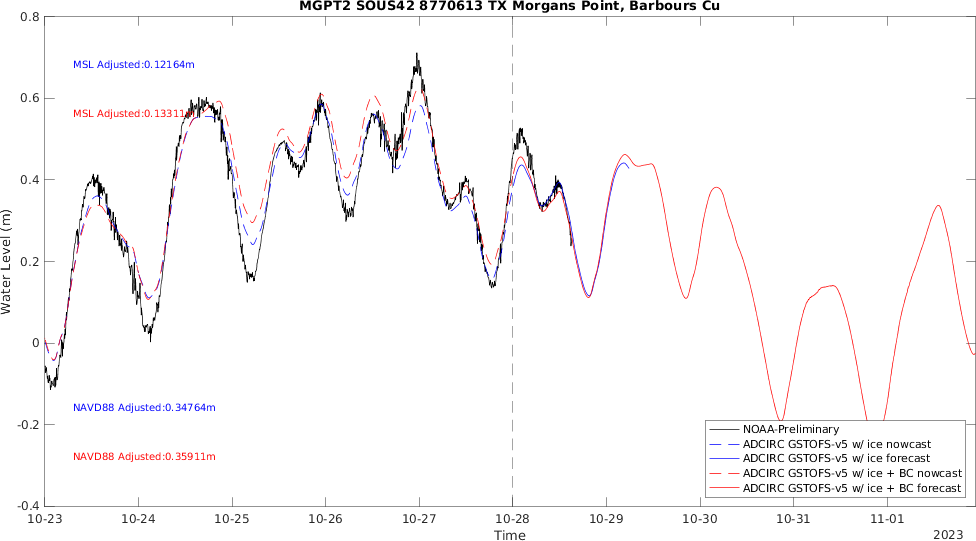 MGPT2 SOUS42 8770613 TX Morgans Point, Barbours Cu
0.8
0.6
0.4
0.2
0
-0.2
-0.4
Water Level (m)
MSL Adjusted:0.12164m
MSL Adjusted:0.13311
NAVD88 Adjusted:0.34764m
NAVD88 Adjusted:0.35911m
NOAA-Preliminary
ADCIRC GSTOFS-v5 w/ ice nowcast
ADCIRC GSTOFS-v5 w/ ice forecast
ADCIRC GSTOFS-v5 w/ ice + BC nowcast
ADCIRC GSTOFS-v5 w/ ice + BC forecast
10-23 10-24 10-25 10-26 10-27 10-28 10-29 10-30 10-31 11-01
Time
2023